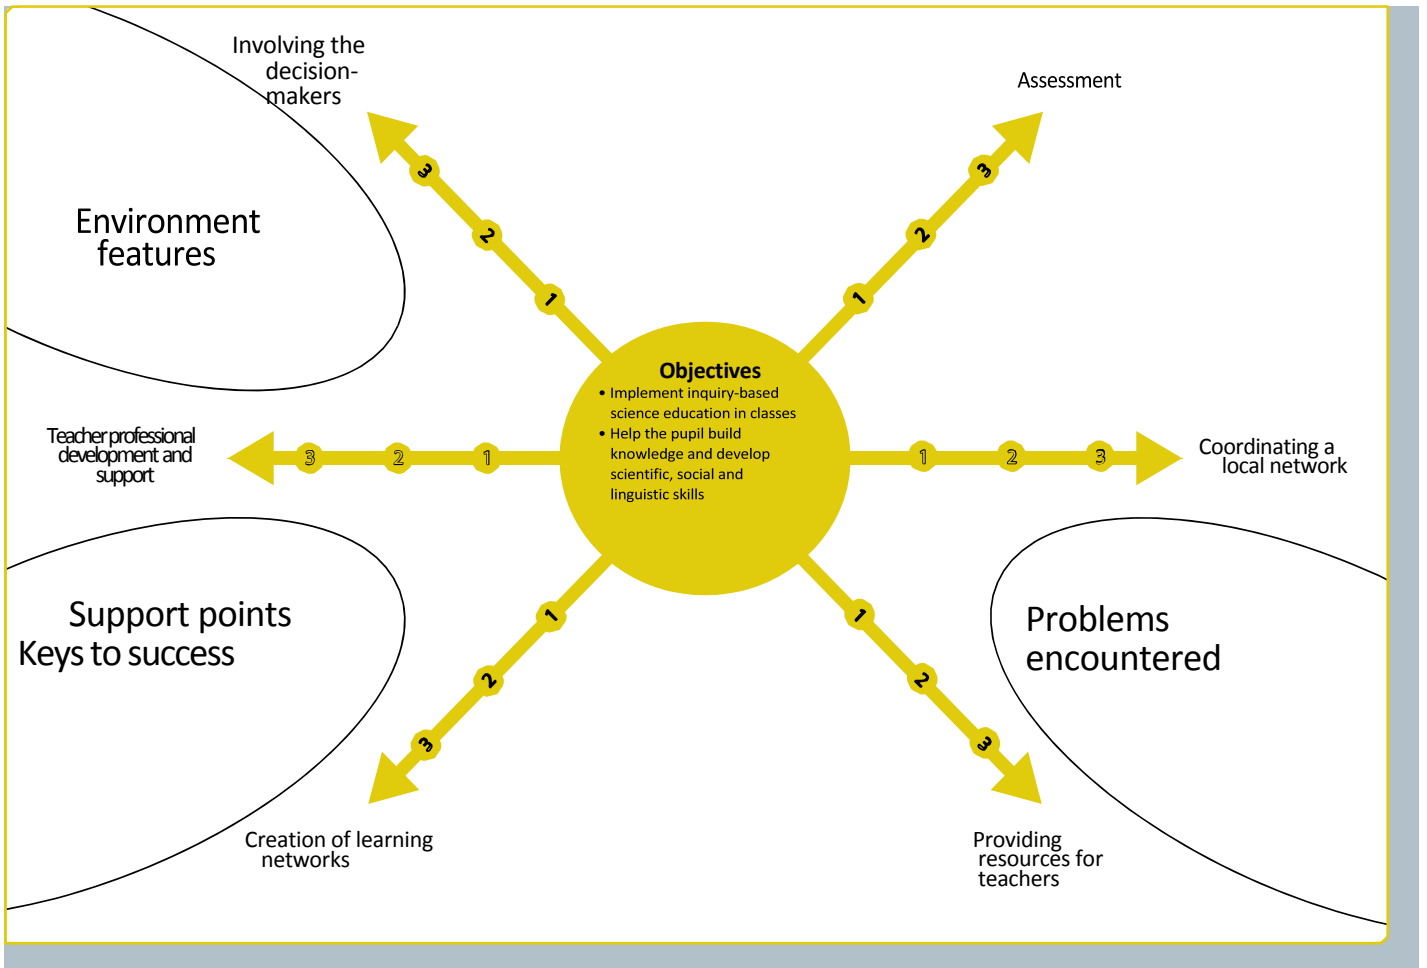 Involving the
decision-
makers
Assessment
3
3
Environment
features
2
2
1
1
Objectives
• Implement inquiry-based
science education in classes
• Help the pupil build
knowledge and develop
scientific, social and
linguistic skills
Teacher professional
development and
support
3 2 1
1 2 3
Coordinating a
local network
Support points
Keys to success
1
1
Problems
encountered
2
2
3
3
Creation of learning
networks
Providing
resources for
teachers